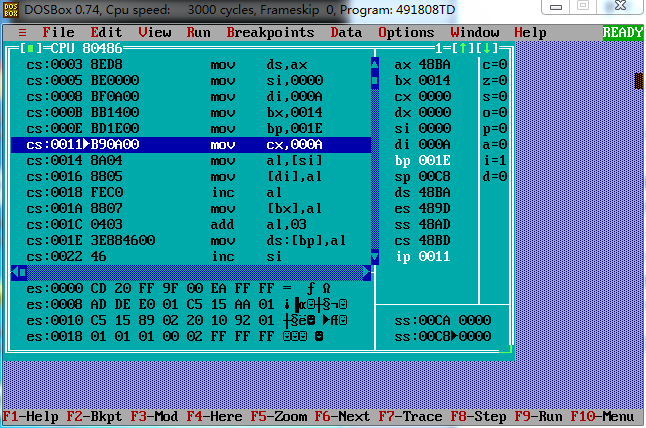 DOSBox 0.74, Cpu speed: 3000 cycles, Frameskip 0, Program: 491808TD
≡ File Edit View Run Breakpoints Data Options Window Help READY
[■]=CPU 80486 1=[↑][↓]
cs:0003 8ED8 mov ds,ax ax 48BA c=0
cs:0005 BE0000 mov si,0000 bx 0014 z=0
cs:0008 BF0A00 mov di,000A cx 0000 s=0
cs:000B BB1400 mov bx,0014 dx 0000 o=0
cs:000E BD1E00 mov bp,001E si 0000 p=0
cs:0011►B90A00 mov cx,000A di 000A a=0
cs:0014 8A04 mov al,[si] bp 001E i=1
cs:0016 8805 mov [di],al sp 00C8 d=0
cs:0018 FEC0 inc al ds 48BA
cs:001A 8807 mov [bx],al es 489D
cs:001C 0403 add al,03 ss 48AD
cs:001E 3E884600 mov ds:[bp],al cs 48BD
cs:0022 46 inc si ip 0011
es:0000 CD 20 FF 9F 00 EA FF FF = ƒ Ω
es:0008 AD DE E0 01 C5 15 AA 01
es:0010 C5 15 89 02 20 10 92 01
es:0018 01 01 01 00 02 FF FF FF
ss:00CA 0000
ss:00C8►0000
F1-Help F2-Bkpt F3-Mod F4-Here F5-Zoom F6-Next F7-Trace F8-Step F9-Run F10-Menu